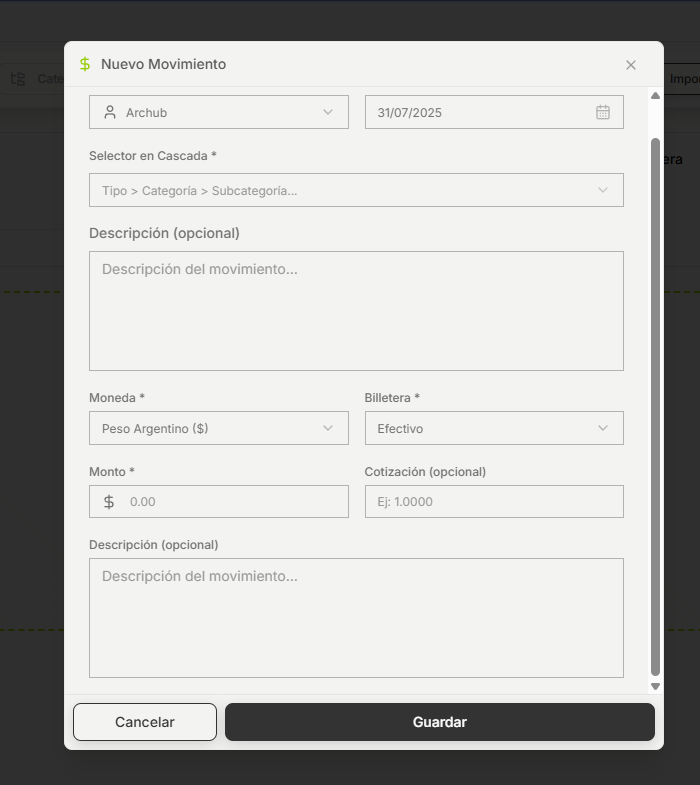 Nuevo Movimiento
Cate
Impo
Archub
31/07/2025
era
Selector en Cascada *
Tipo > Categoría > Subcategoría...
Descripción (opcional)
Descripción del movimiento...
Moneda *
Billetera *
Peso Argentino ($)
Efectivo
Monto *
Cotización (opcional)
$ 0.00
Ej: 1.0000
Descripción (opcional)
Descripción del movimiento...
Cancelar
Guardar